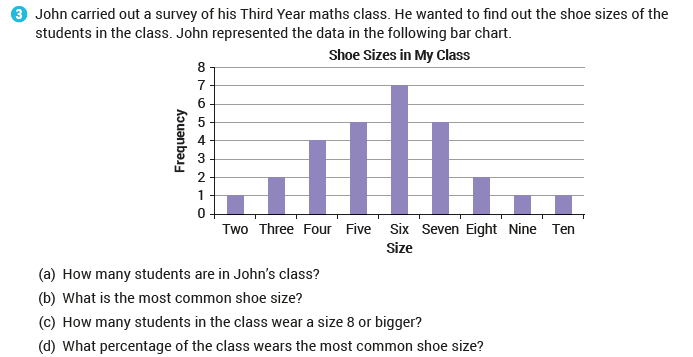 3 John carried out a survey of his Third Year maths class. He wanted to find out the shoe sizes of the
students in the class. John represented the data in the following bar chart.
Shoe Sizes in My Class
8
7
6
5
4
3
2
1
0
Frequency
Two Three Four Five Six Seven Eight Nine Ten
Size
(a) How many students are in John's class?
(b) What is the most common shoe size?
(c) How many students in the class wear a size 8 or bigger?
(d) What percentage of the class wears the most common shoe size?